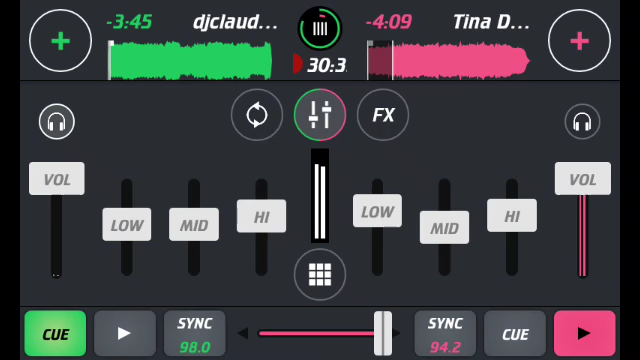 -3:45 djclaud... -4:09 Tina D...
30:3
FX
VOL LOW MID HI LOW MID HI VOL
CUE SYNC 98.0 SYNC 94.2 CUE